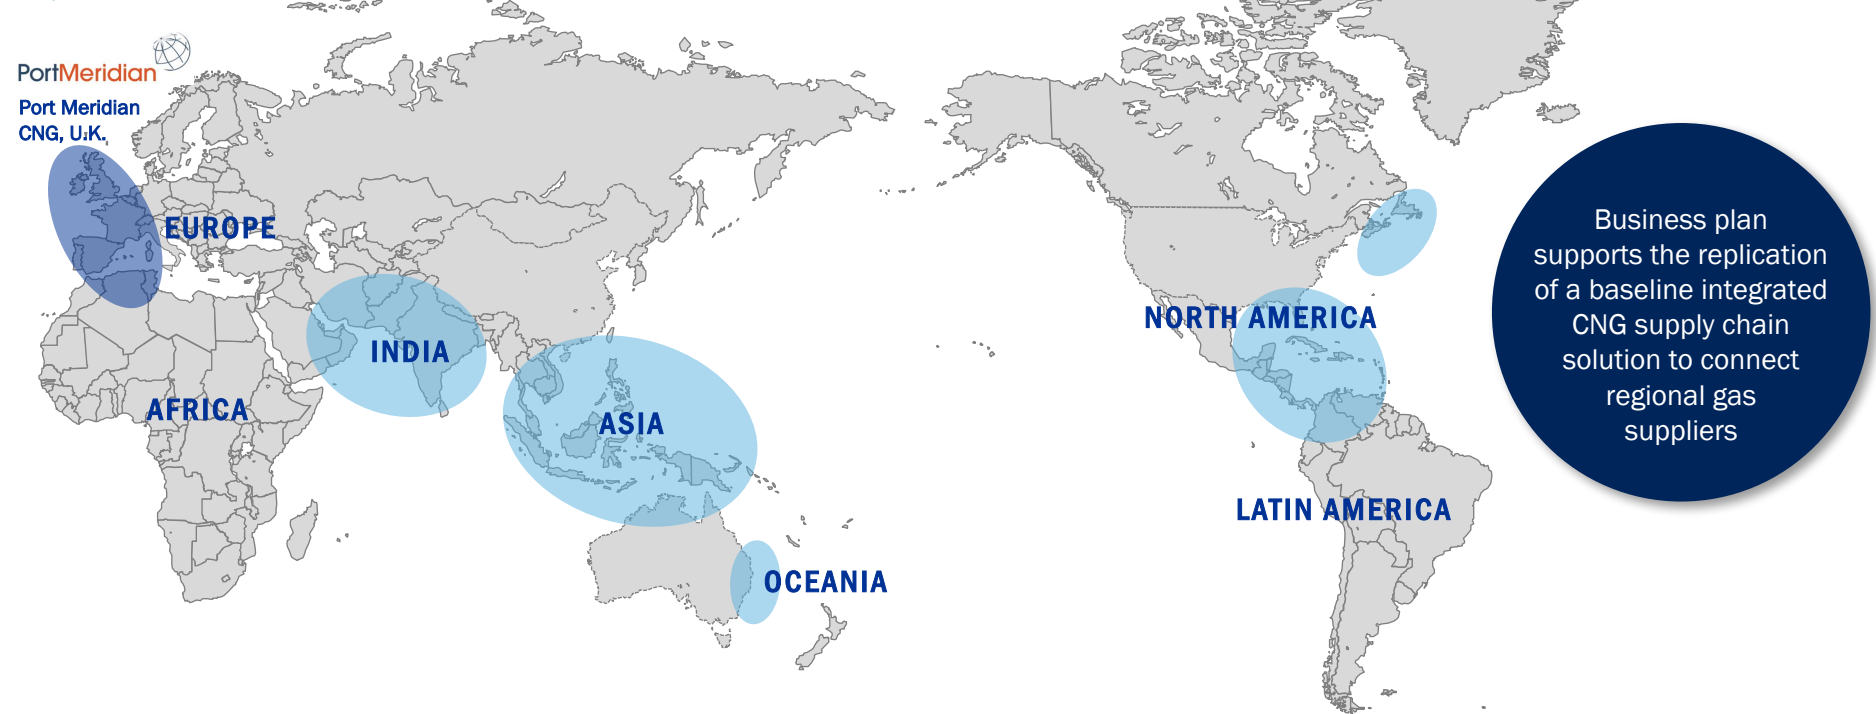 PortMeridian
Port Meridian
CNG, U.K.
EUROPE
INDIA
AFRICA
ASIA
OCEANIA
NORTH AMERICA
LATIN AMERICA
Business plan
supports the replication
of a baseline integrated
CNG supply chain
solution to connect
regional gas
suppliers